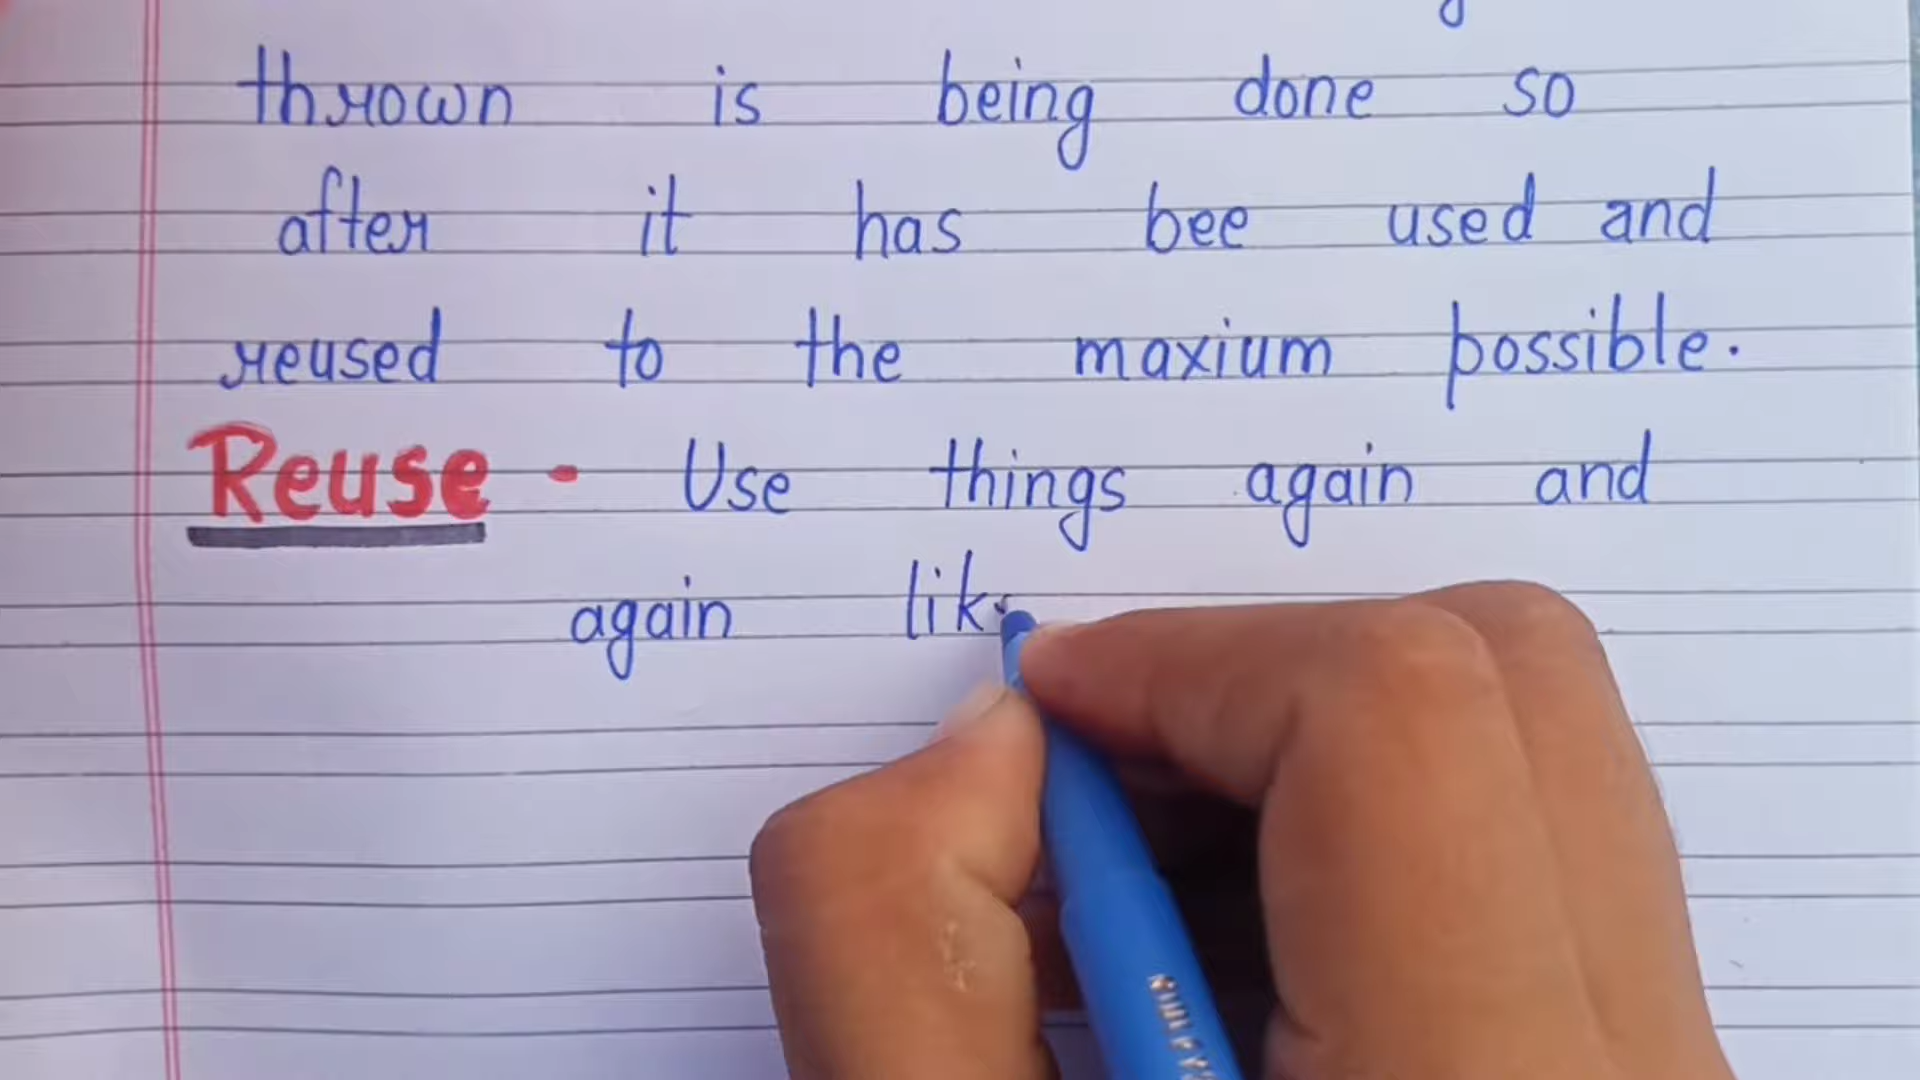 thrown is being done so
after it has bee used and
reused to the maxium possible.
Reuse - Use things again and
again lik